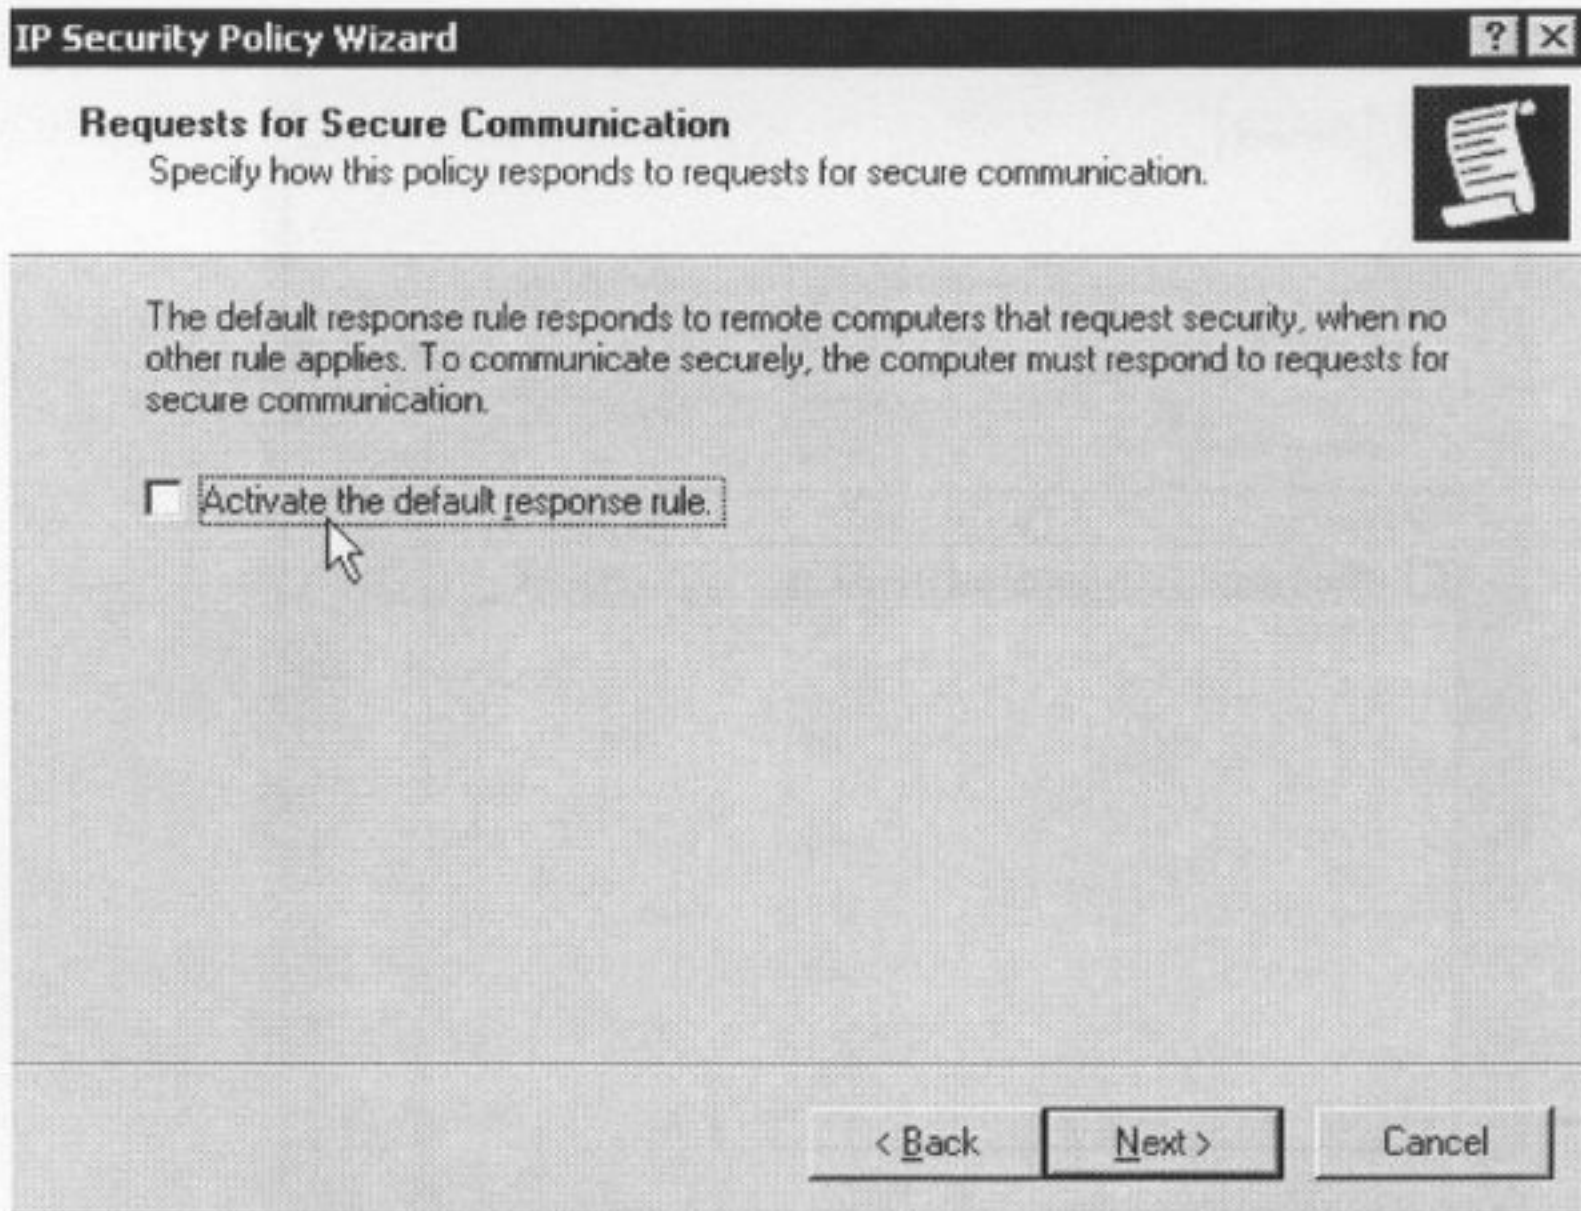 IP Security Policy Wizard
Requests for Secure Communication
Specify how this policy responds to requests for secure communication.
The default response rule responds to remote computers that request security, when no
other rule applies. To communicate securely, the computer must respond to requests for
secure communication.
Activate the default response rule.
< Back
Next >
Cancel